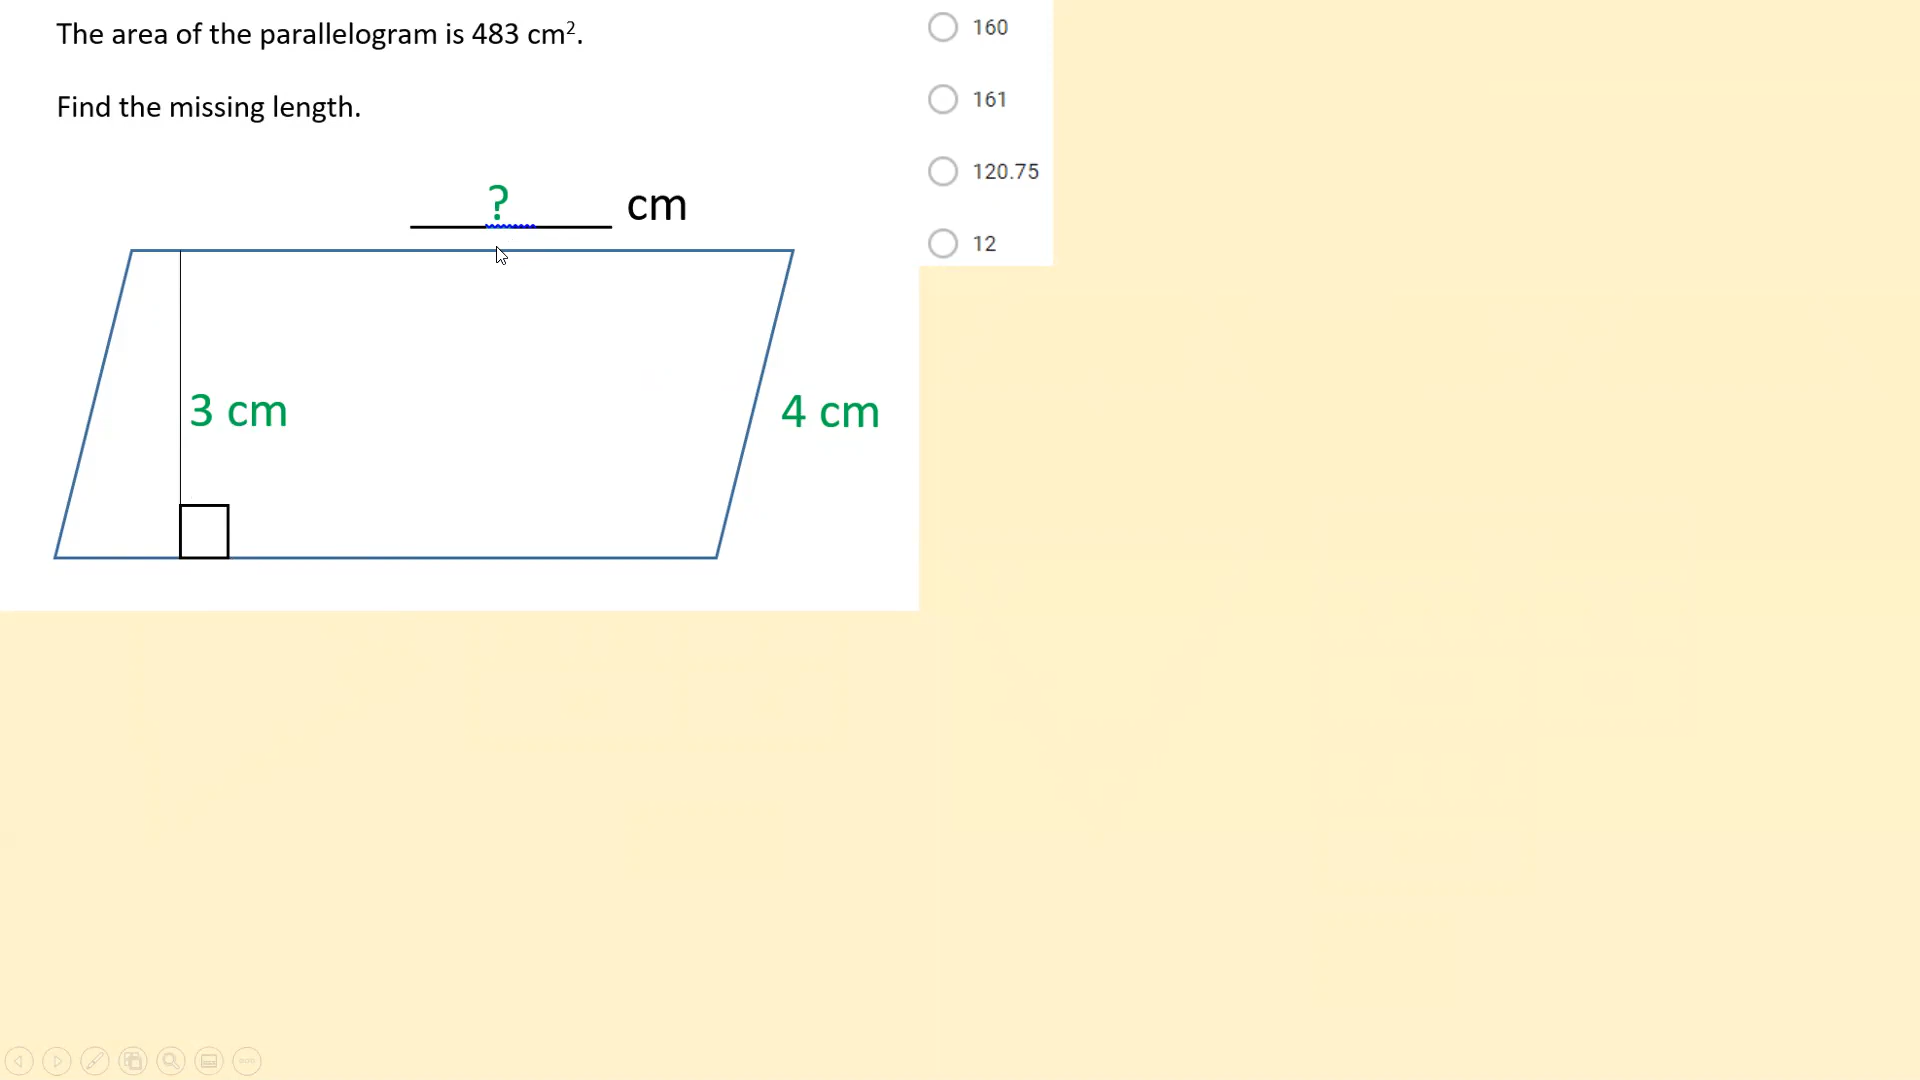 The area of the parallelogram is 483 cm².
Find the missing length.
? cm
3 cm
4 cm
160
161
120.75
12